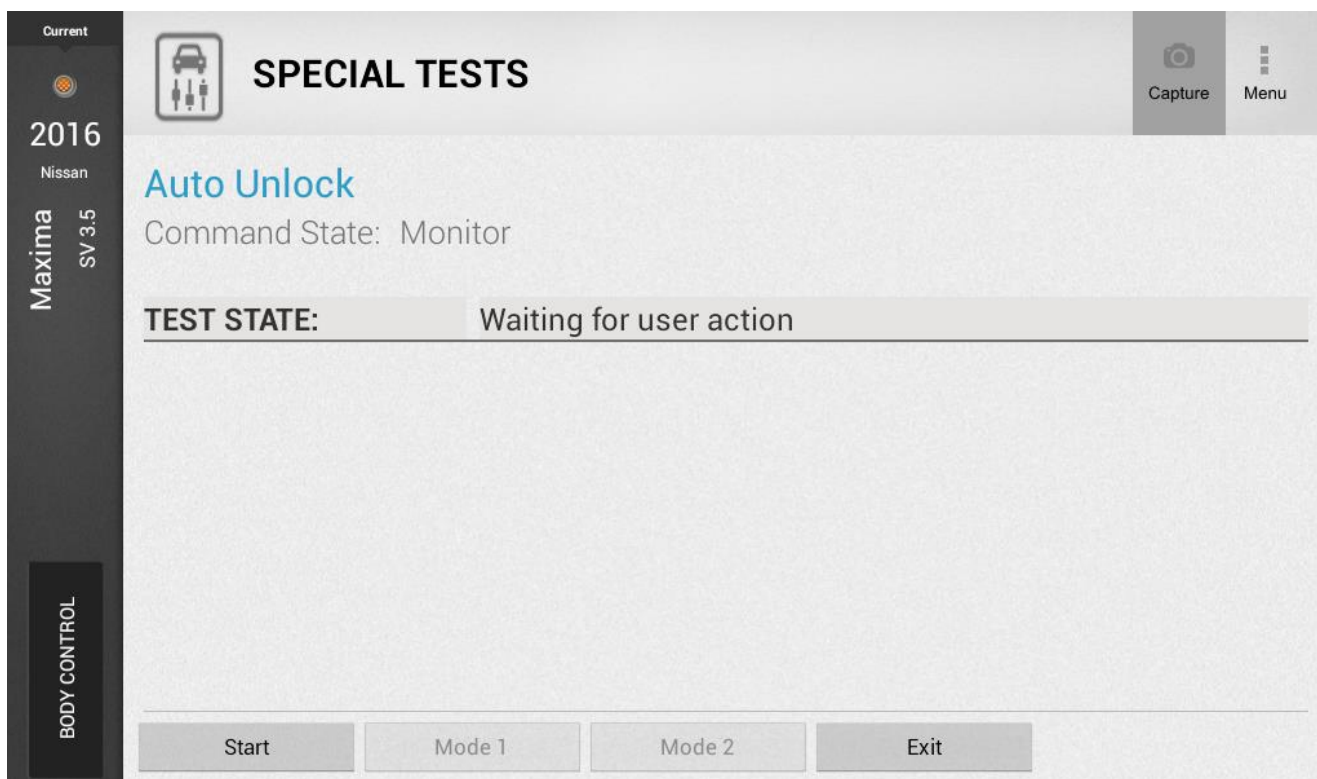 Current
2016
Nissan
Maxima
SV 3.5
BODY CONTROL
SPECIAL TESTS
Capture
Menu
Auto Unlock
Command State: Monitor
TEST STATE: Waiting for user action
Start Mode 1 Mode 2 Exit